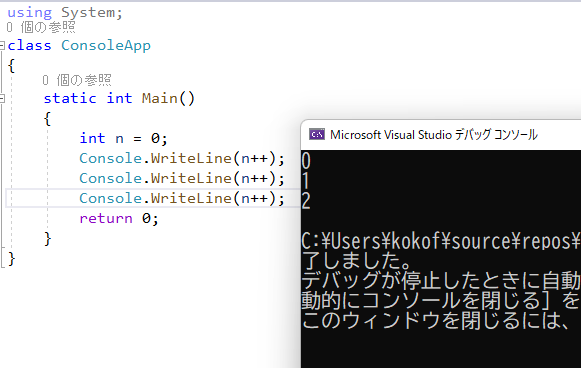 using System;
0 個の参照
class ConsoleApp
{
0 個の参照
static int Main()
{
int n = 0;
Console.WriteLine(n++);
Console.WriteLine(n++);
Console.WriteLine(n++);
return 0;
}
}
Microsoft Visual Studio デバッグ コンソール
0
1
2
C:¥Users¥kokof¥source¥repos¥
了しました。
デバッグが停止したときに自動
動的にコンソールを閉じる] を
このウィンドウを閉じるには、